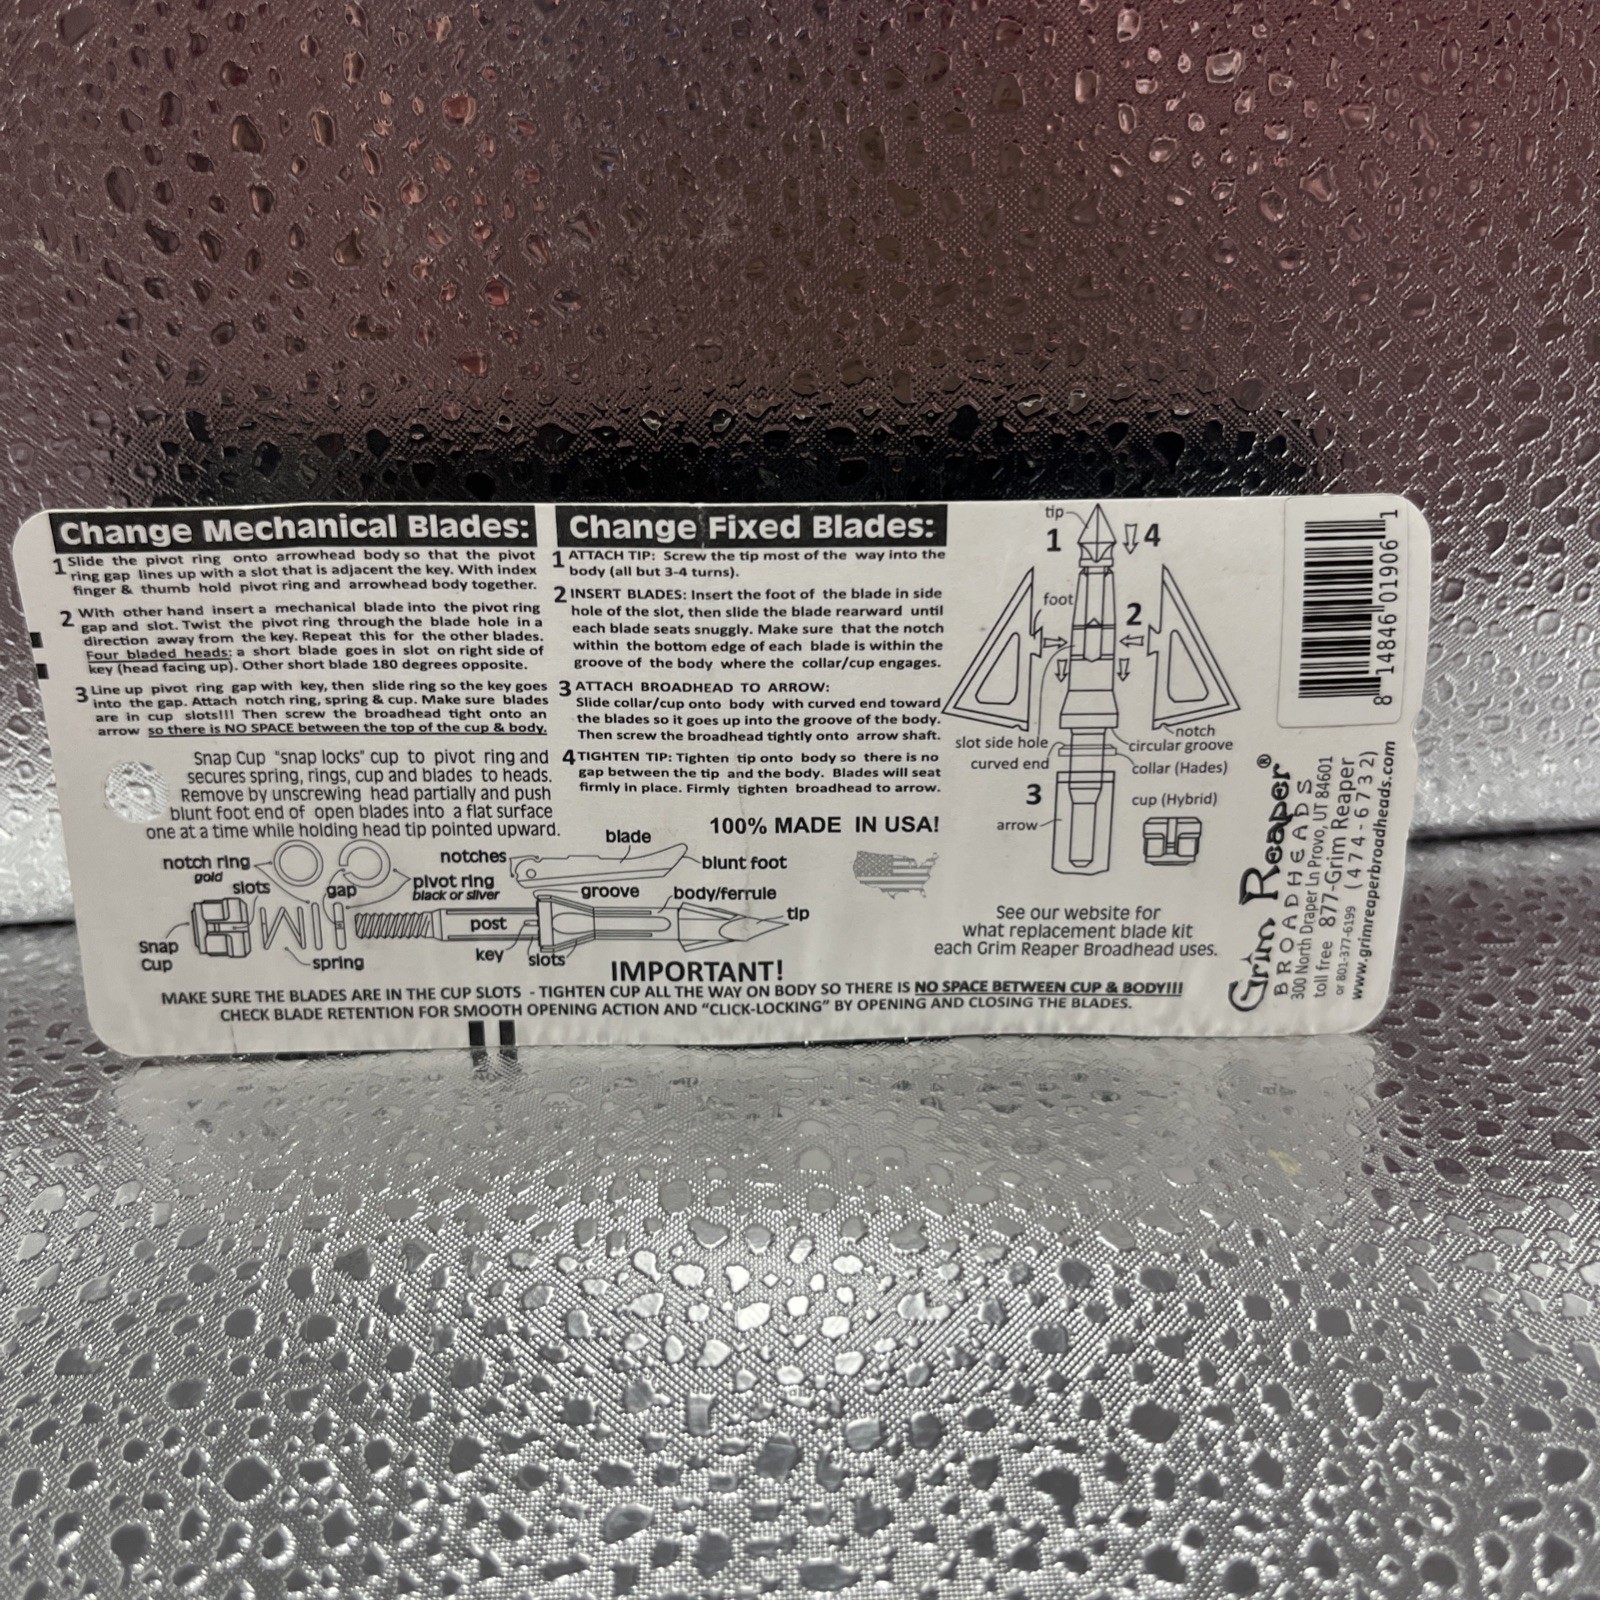 Change Mechanical Blades:
1 Slide the pivot ring onto arrowhead body so that the pivot
ring gap lines up with a slot that is adjacent the key. With index
finger & thumb hold pivot ring and arrowhead body together.
2 With other hand insert a mechanical blade into the pivot ring
gap and slot. Twist the pivot ring through the blade hole in a
direction away from the key. Repeat this for the other blades.
Four bladed heads: a short blade goes in slot on right side of
key (head facing up). Other short blade 180 degrees opposite.
3 Line up pivot ring gap with key, then slide ring so the key goes
into the gap. Attach notch ring, spring & cup. Make sure blades
are in cup slots!!! Then screw the broadhead tight onto an
arrow so there is NO SPACE between the top of the cup & body.
Snap Cup "snap locks" cup to pivot ring and
secures spring, rings, cup and blades to heads.
Remove by unscrewing head partially and push
blunt foot end of open blades into a flat surface
one at a time while holding head tip pointed upward.
Change Fixed Blades:
1 ATTACH TIP: Screw the tip most of the way into the
body (all but 3-4 turns).
2 INSERT BLADES: Insert the foot of the blade in side
hole of the slot, then slide the blade rearward until
each blade seats snuggly. Make sure that the notch
within the bottom edge of each blade is within the
groove of the body where the collar/cup engages.
3 ATTACH BROADHEAD TO ARROW:
Slide collar/cup onto body with curved end toward
the blades so it goes up into the groove of the body.
Then screw the broadhead tightly onto arrow shaft.
4 TIGHTEN TIP: Tighten tip onto body so there is no
gap between the tip and the body. Blades will seat
firmly in place. Firmly tighten broadhead to arrow.
100% MADE IN USA!
notch ring
gold
slots
gap
pivot ring
black or silver
notches
blade
blunt foot
groove
body/ferrule
tip
post
key
slots
spring
Snap
Cup
tip
1
4
foot
2
notch
slot side hole
circular groove
curved end
collar (Hades)
3
cup (Hybrid)
arrow
See our website for
what replacement blade kit
each Grim Reaper Broadhead uses.
IMPORTANT!
MAKE SURE THE BLADES ARE IN THE CUP SLOTS - TIGHTEN CUP ALL THE WAY ON BODY SO THERE IS NO SPACE BETWEEN CUP & BODY!!!
CHECK BLADE RETENTION FOR SMOOTH OPENING ACTION AND "CLICK-LOCKING" BY OPENING AND CLOSING THE BLADES.
8 14846 01906 1
Grim Reaper®
BROADHEADS
300 North Draper Ln Provo, UT 84601
toll free 877-Grim Reaper
or 801-377-6199 (474-6732)
www.grimreaperbroadheads.com